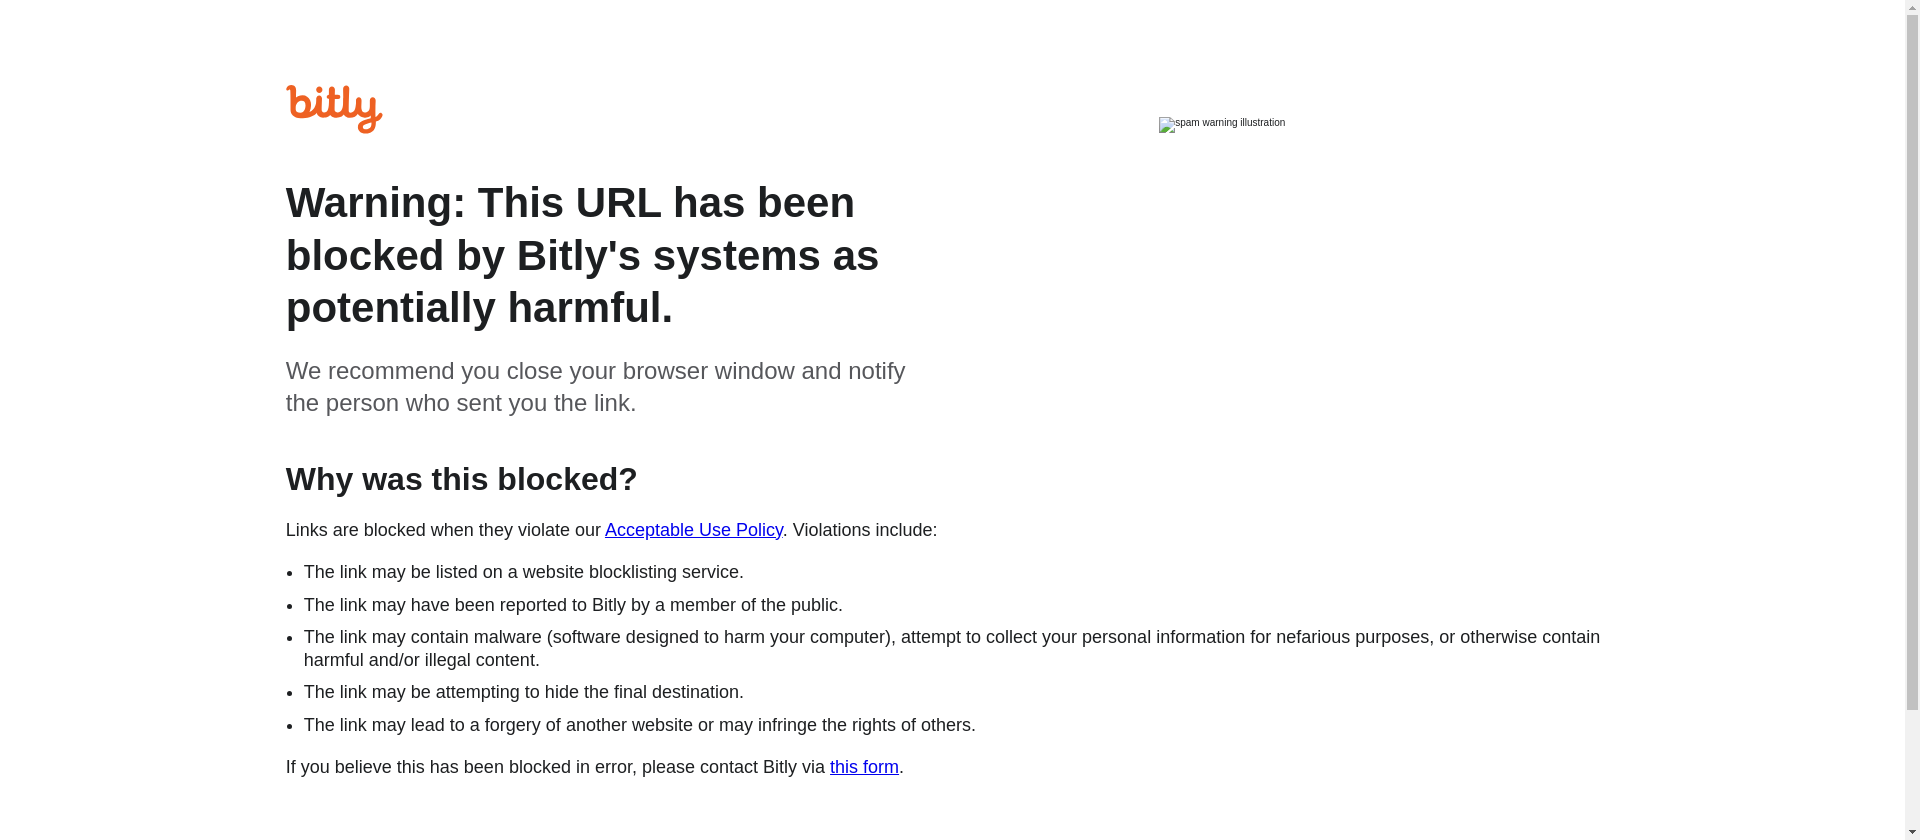 bitly
spam warning illustration
Warning: This URL has been
blocked by Bitly's systems as
potentially harmful.
We recommend you close your browser window and notify
the person who sent you the link.
Why was this blocked?
Links are blocked when they violate our Acceptable Use Policy. Violations include:
• The link may be listed on a website blocklisting service.
• The link may have been reported to Bitly by a member of the public.
• The link may contain malware (software designed to harm your computer), attempt to collect your personal information for nefarious purposes, or otherwise contain
harmful and/or illegal content.
• The link may be attempting to hide the final destination.
• The link may lead to a forgery of another website or may infringe the rights of others.
If you believe this has been blocked in error, please contact Bitly via this form.